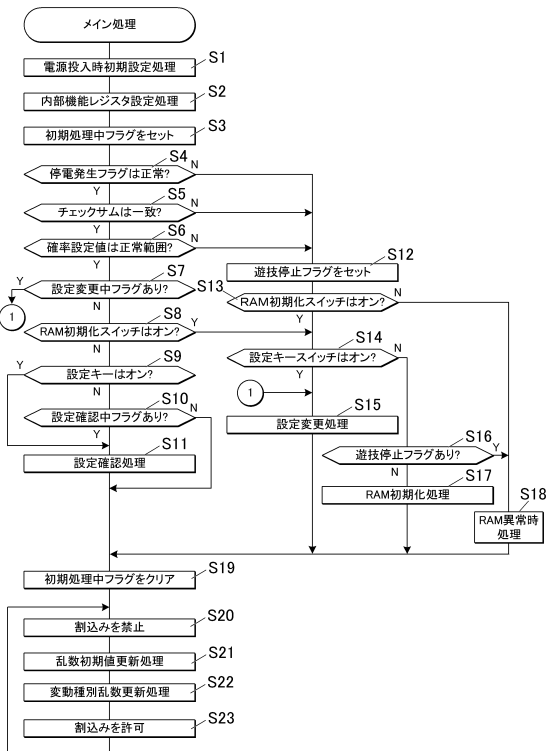 メイン処理
電源投入時初期設定処理
S1
内部機能レジスタ設定処理
S2
初期処理中フラグをセット
S3
停電発生フラグは正常?
S4
N
Y
チェックサムは一致?
S5
N
Y
確率設定値は正常範囲?
S6
N
Y
設定変更中フラグあり?
S7
Y
1
N
RAM初期化スイッチはオン?
S8
Y
N
設定キーはオン?
S9
Y
N
設定確認中フラグあり?
S10
N
Y
設定確認処理
S11
遊技停止フラグをセット
S12
RAM初期化スイッチはオン?
S13
N
Y
設定キースイッチはオン?
S14
N
Y
1
設定変更処理
S15
遊技停止フラグあり?
S16
Y
N
RAM初期化処理
S17
RAM異常時
処理
S18
初期処理中フラグをクリア
S19
割込みを禁止
S20
乱数初期値更新処理
S21
変動種別乱数更新処理
S22
割込みを許可
S23